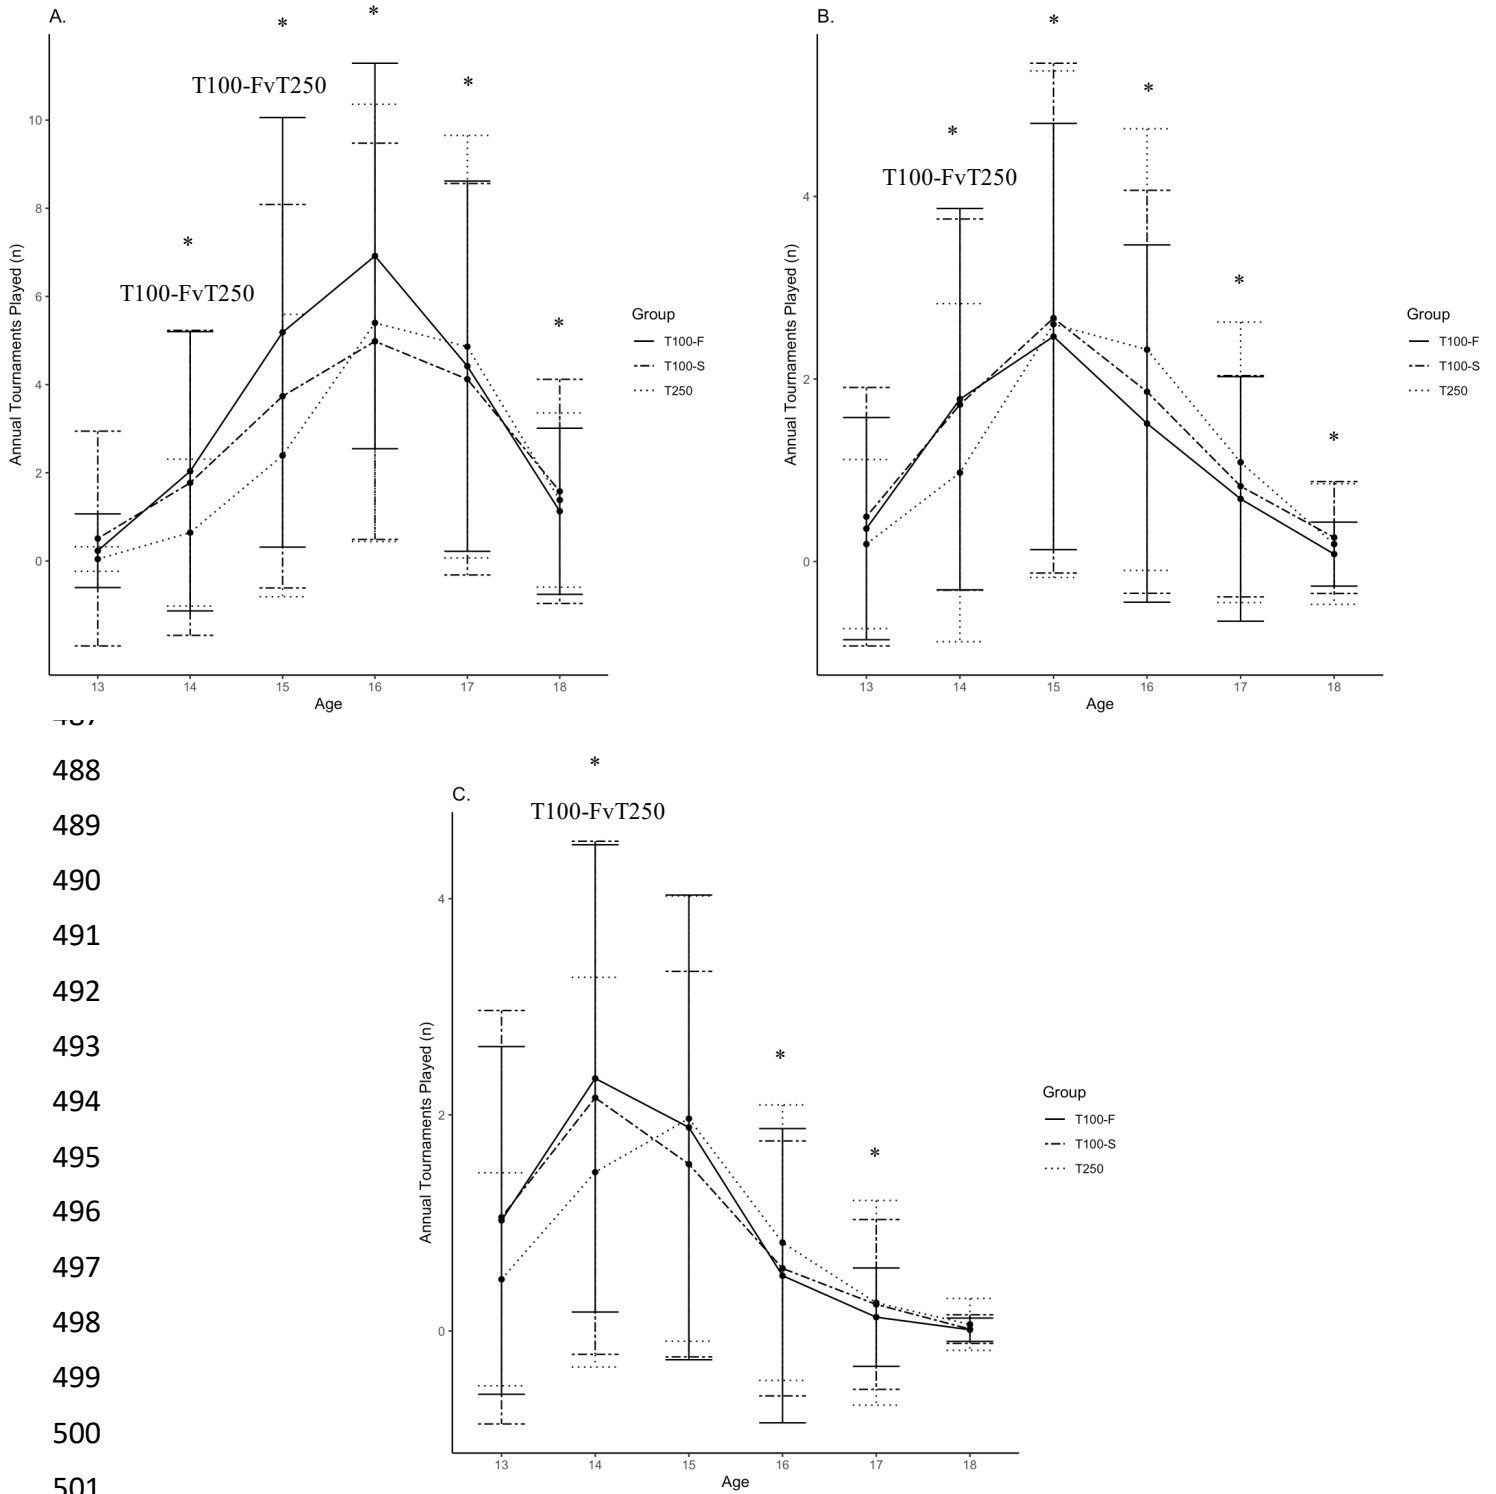 A.
*
*
T100-FvT250
*
*
T100-FvT250
*
10
8
6
4
2
0
Annual Tournaments Played (n)
13
14
15
16
17
18
Age
Group
T100-F
T100-S
T250
B.
*
*
*
T100-FvT250
*
*
4
2
0
Annual Tournaments Played (n)
13
14
15
16
17
18
Age
Group
T100-F
T100-S
T250
488
489
490
491
492
493
494
495
496
497
498
499
500
501
C.
*
T100-FvT250
*
*
4
2
0
Annual Tournaments Played (n)
13
14
15
16
17
18
Age
Group
T100-F
T100-S
T250